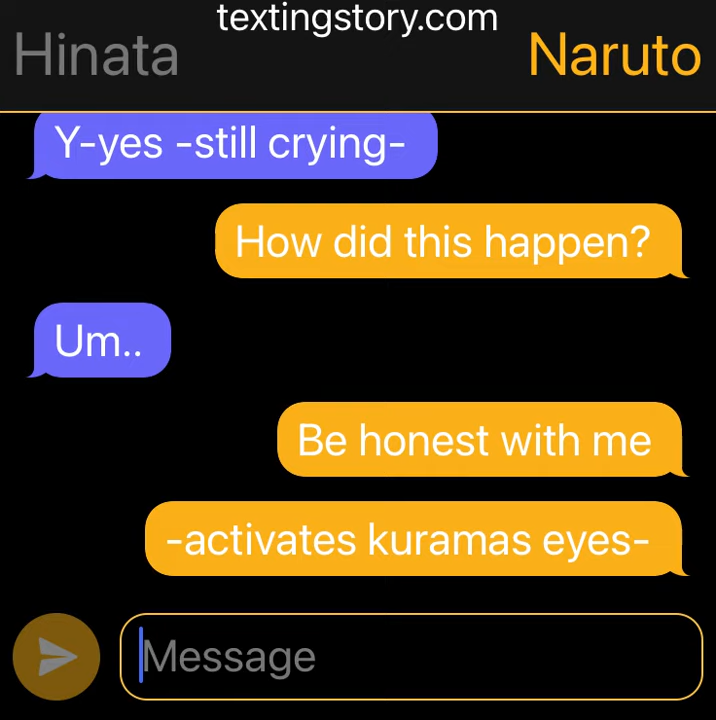 textingstory.com
Hinata
Naruto
Y-yes -still crying-
How did this happen?
Um..
Be honest with me
-activates kuramas eyes-
Message